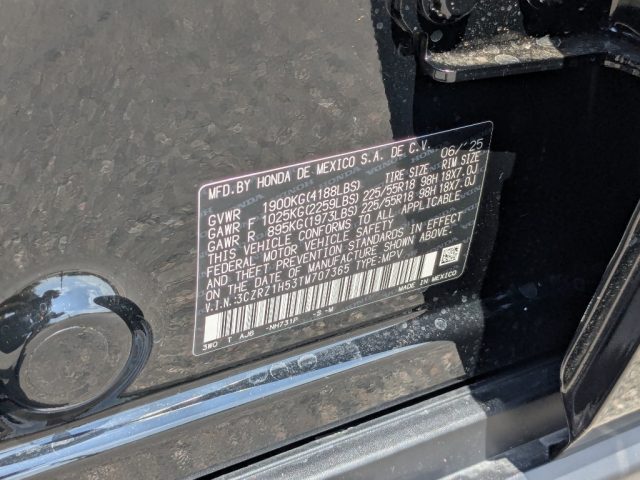 MFD.BY HONDA DE MEXICO S.A. DE C.V. 06/'25
GVWR 1900KG(4188LBS) TIRE SIZE RIM SIZE
GAWR F 1025KG(2259LBS) 225/55R18 98H 18X7.0J
GAWR R 895KG(1973LBS) 225/55R18 98H 18X7.0J
THIS VEHICLE CONFORMS TO ALL APPLICABLE
FEDERAL MOTOR VEHICLE SAFETY
AND THEFT PREVENTION STANDARDS IN EFFECT
ON THE DATE OF MANUFACTURE SHOWN ABOVE.
V.I.N.:3CZRZ1H53TM707365 TYPE:MPV
3W0 T AJ6 -NH731P -S -M MADE IN MEXICO